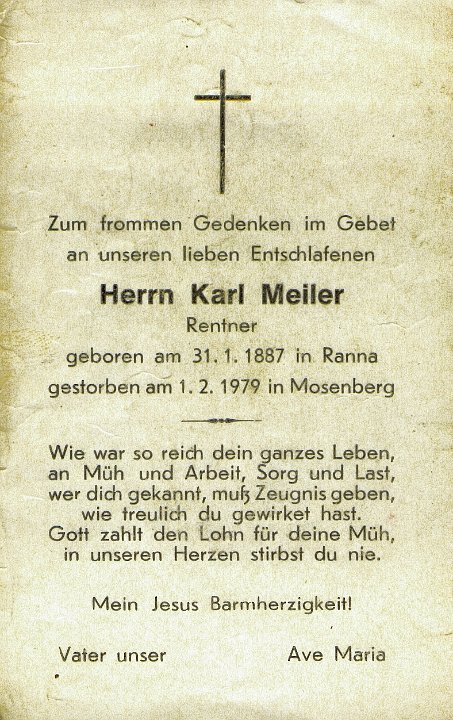 Zum frommen Gedenken im Gebet
an unseren lieben Entschlafenen
Herrn Karl Meiler
Rentner
geboren am 31. 1. 1887 in Ranna
gestorben am 1. 2. 1979 in Mosenberg
Wie war so reich dein ganzes Leben,
an Müh und Arbeit, Sorg und Last,
wer dich gekannt, muß Zeugnis geben,
wie treulich du gewirket hast.
Gott zahlt den Lohn für deine Müh,
in unseren Herzen stirbst du nie.
Mein Jesus Barmherzigkeit!
Vater unser Ave Maria